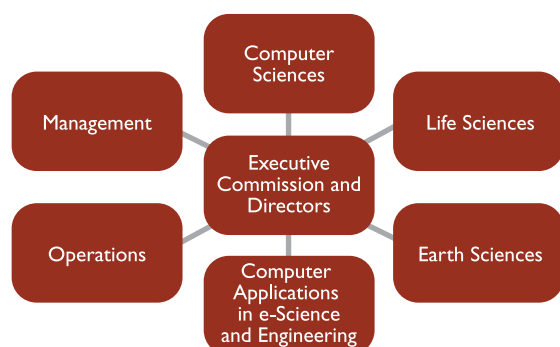 Computer
Sciences
Management
Life Sciences
Executive
Commission and
Directors
Operations
Earth Sciences
Computer
Applications
in e-Science
and Engineering